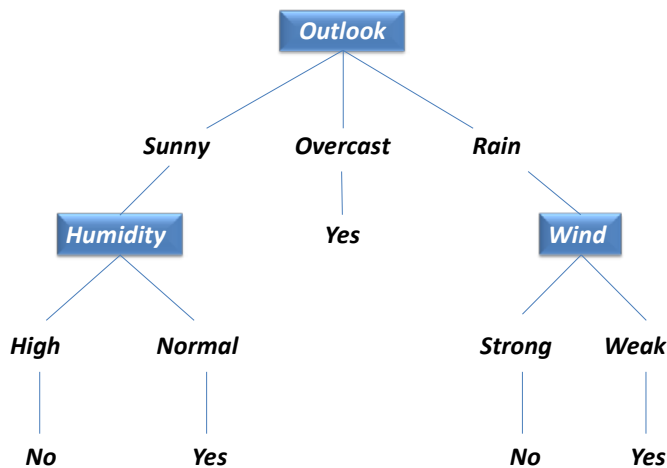 Outlook
Sunny Overcast Rain
Humidity Yes Wind
High Normal Strong Weak
No Yes No Yes